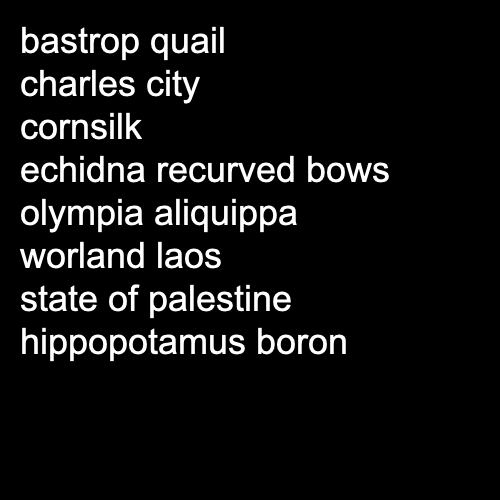 bastrop quail
charles city
cornsilk
echidna recurved bows
olympia aliquippa
worland laos
state of palestine
hippopotamus boron